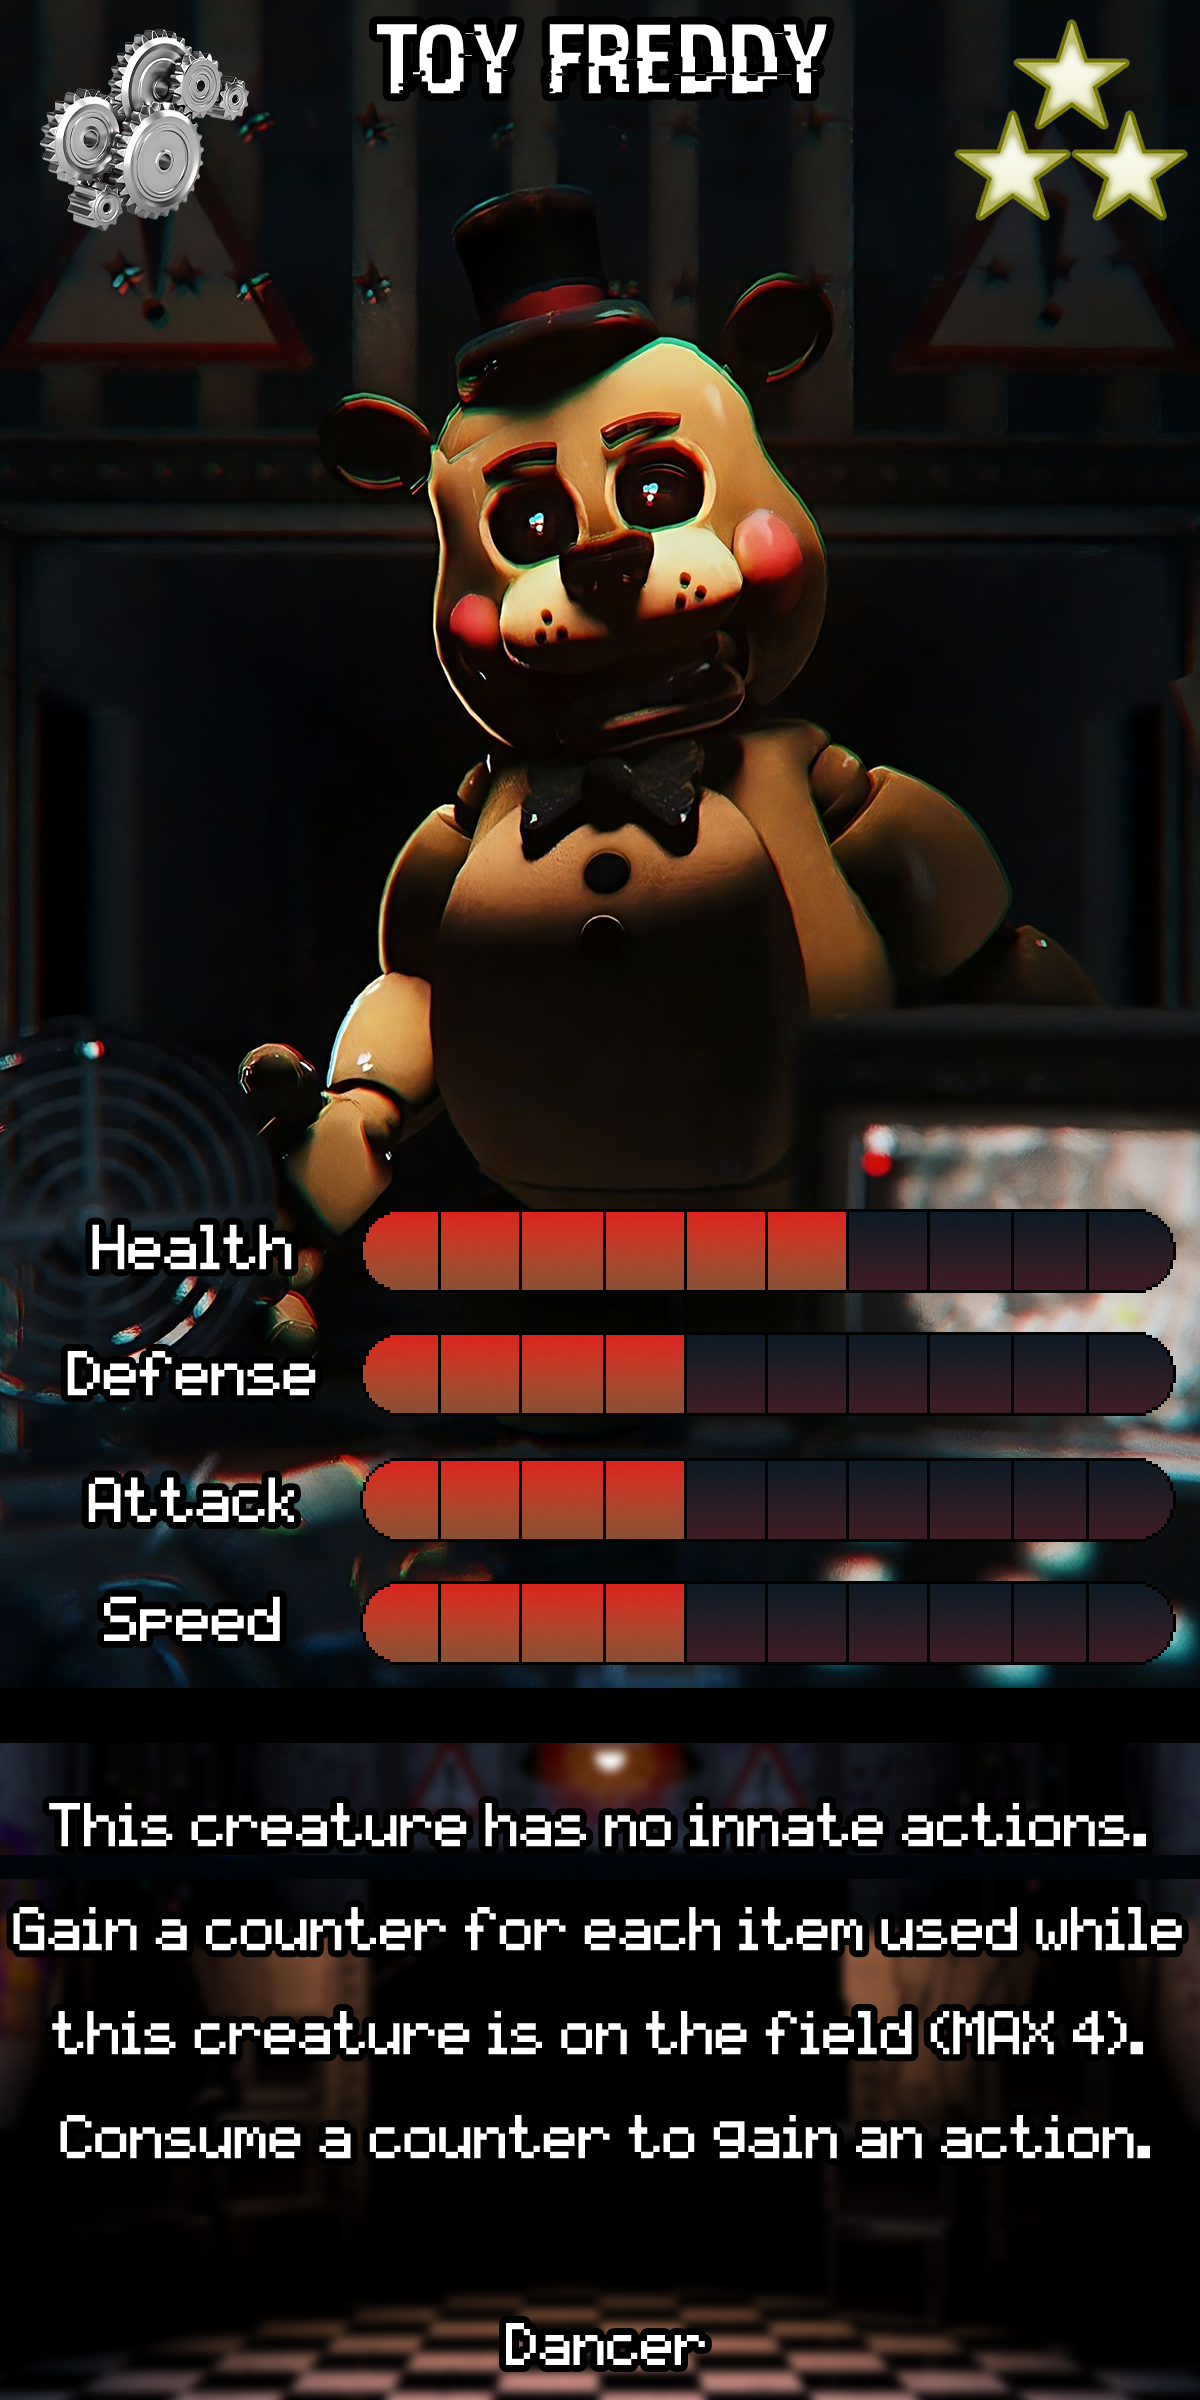 TOY FREDDY
Health
Defense
Attack
Speed
This creature has no innate actions.
Gain a counter for each item used while
this creature is on the field (MAX 4).
Consume a counter to gain an action.
Dancer